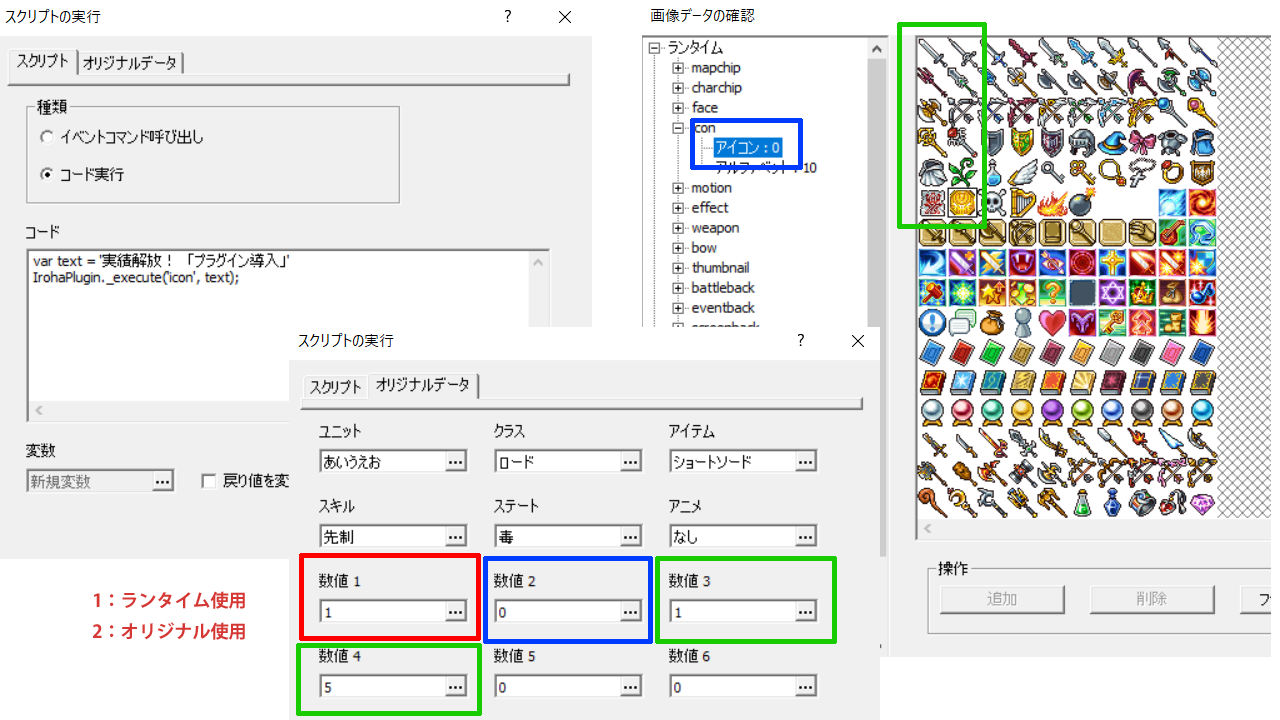 スクリプトの実行
?
×
スクリプト
オリジナルデータ
種類
イベントコマンド呼び出し
コード実行
コード
var text = '実績解放！ 「プラグイン導入」'
IrohaPlugin._execute('icon', text);
変数
新規変数
...
戻り値を変
1：ランタイム使用
2：オリジナル使用
画像データの確認
ランタイム
mapchip
charchip
face
icon
アイコン：0
アルファベット：10
motion
effect
weapon
bow
thumbnail
battleback
eventback
screenback
操作
追加
削除
スクリプトの実行
?
×
スクリプト
オリジナルデータ
ユニット
クラス
アイテム
あいうえお ...
ロード ...
ショートソード ...
スキル
ステート
アニメ
先制 ...
毒 ...
なし ...
数値 1
数値 2
数値 3
1 ...
0 ...
1 ...
数値 4
数値 5
数値 6
5 ...
0 ...
0 ...